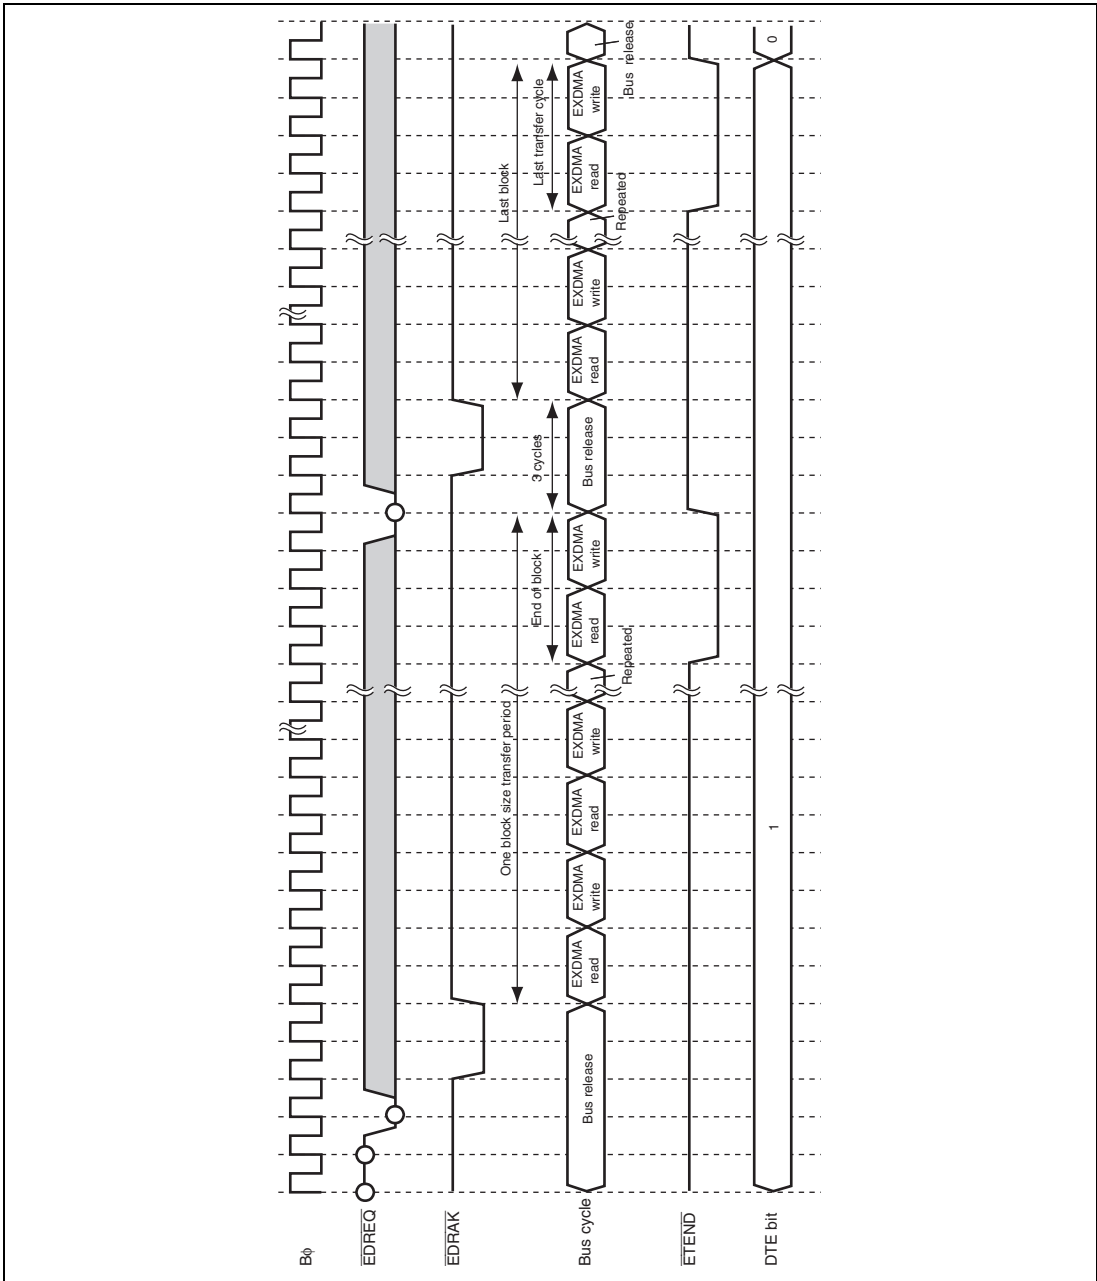 Bφ
EDREQ
EDRAK
One block size transfer period
Last block
End of block
3 cycles
Last transfer cycle
Bus cycle
Bus release
EXDMA
read
EXDMA
write
EXDMA
read
EXDMA
write
EXDMA
read
EXDMA
write
Bus release
EXDMA
read
EXDMA
write
EXDMA
read
EXDMA
write
Repeated
Repeated
Bus release
ETEND
DTE bit
1
0